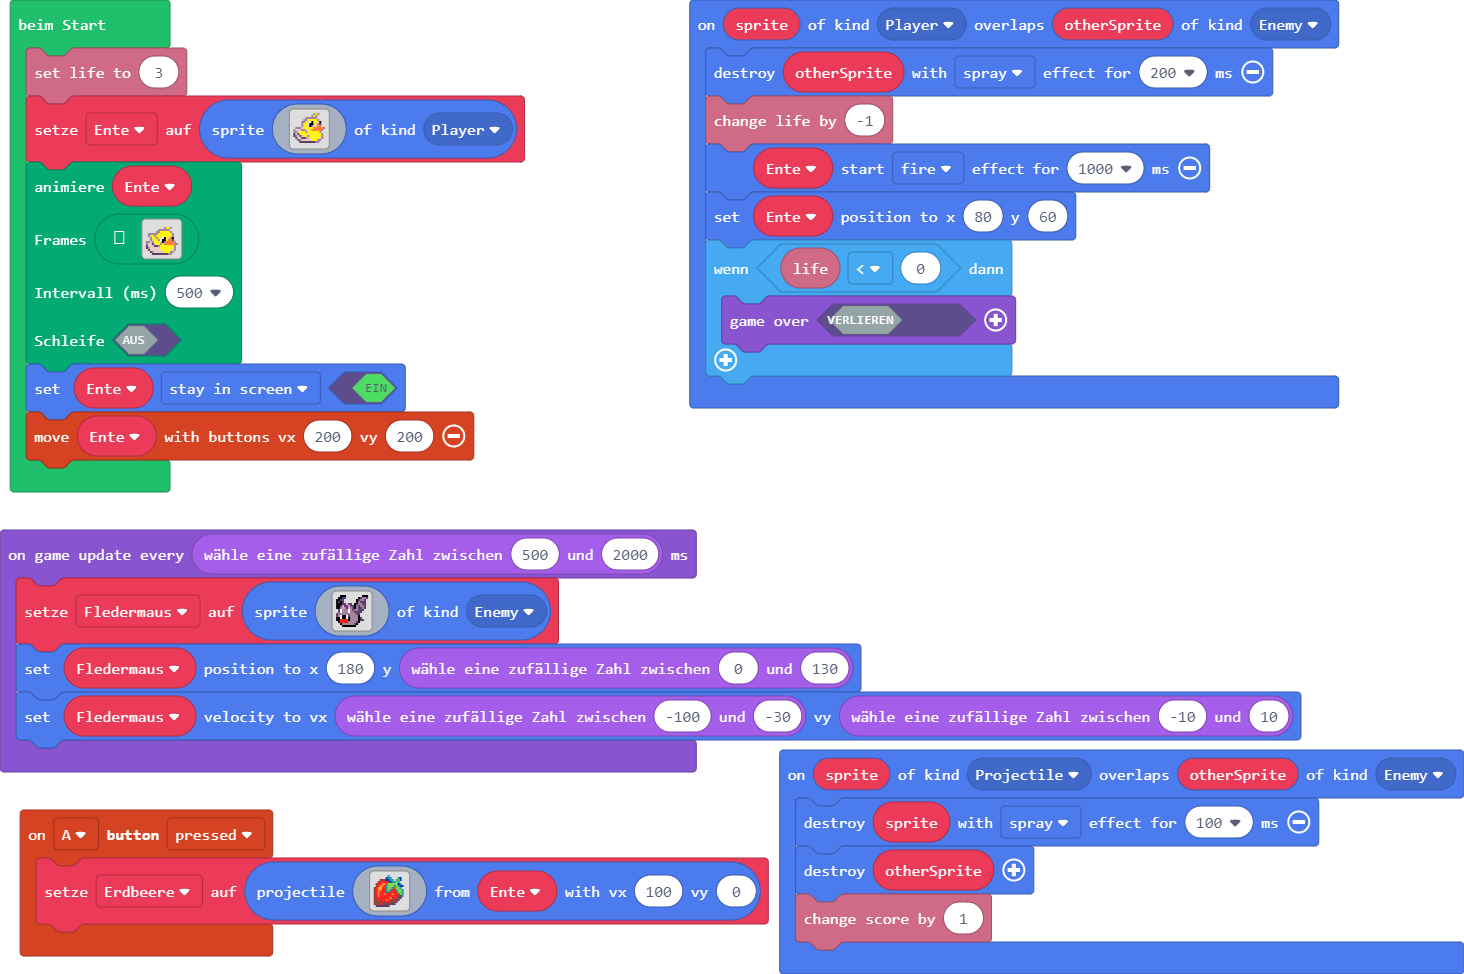 beim Start
set life to 3
setze Ente auf sprite of kind Player
animiere Ente
Frames
Intervall (ms) 500
Schleife AUS
set Ente stay in screen EIN
move Ente with buttons vx 200 vy 200
on sprite of kind Player overlaps otherSprite of kind Enemy
destroy otherSprite with spray effect for 200 ms
change life by -1
Ente start fire effect for 1000 ms
set Ente position to x 80 y 60
wenn life < 0 dann
game over VERLIEREN
on game update every wähle eine zufällige Zahl zwischen 500 und 2000 ms
setze Fledermaus auf sprite of kind Enemy
set Fledermaus position to x 180 y wähle eine zufällige Zahl zwischen 0 und 130
set Fledermaus velocity to vx wähle eine zufällige Zahl zwischen -100 und -30 vy wähle eine zufällige Zahl zwischen -10 und 10
on A button pressed
setze Erdbeere auf projectile from Ente with vx 100 vy 0
on sprite of kind Projectile overlaps otherSprite of kind Enemy
destroy sprite with spray effect for 100 ms
destroy otherSprite
change score by 1